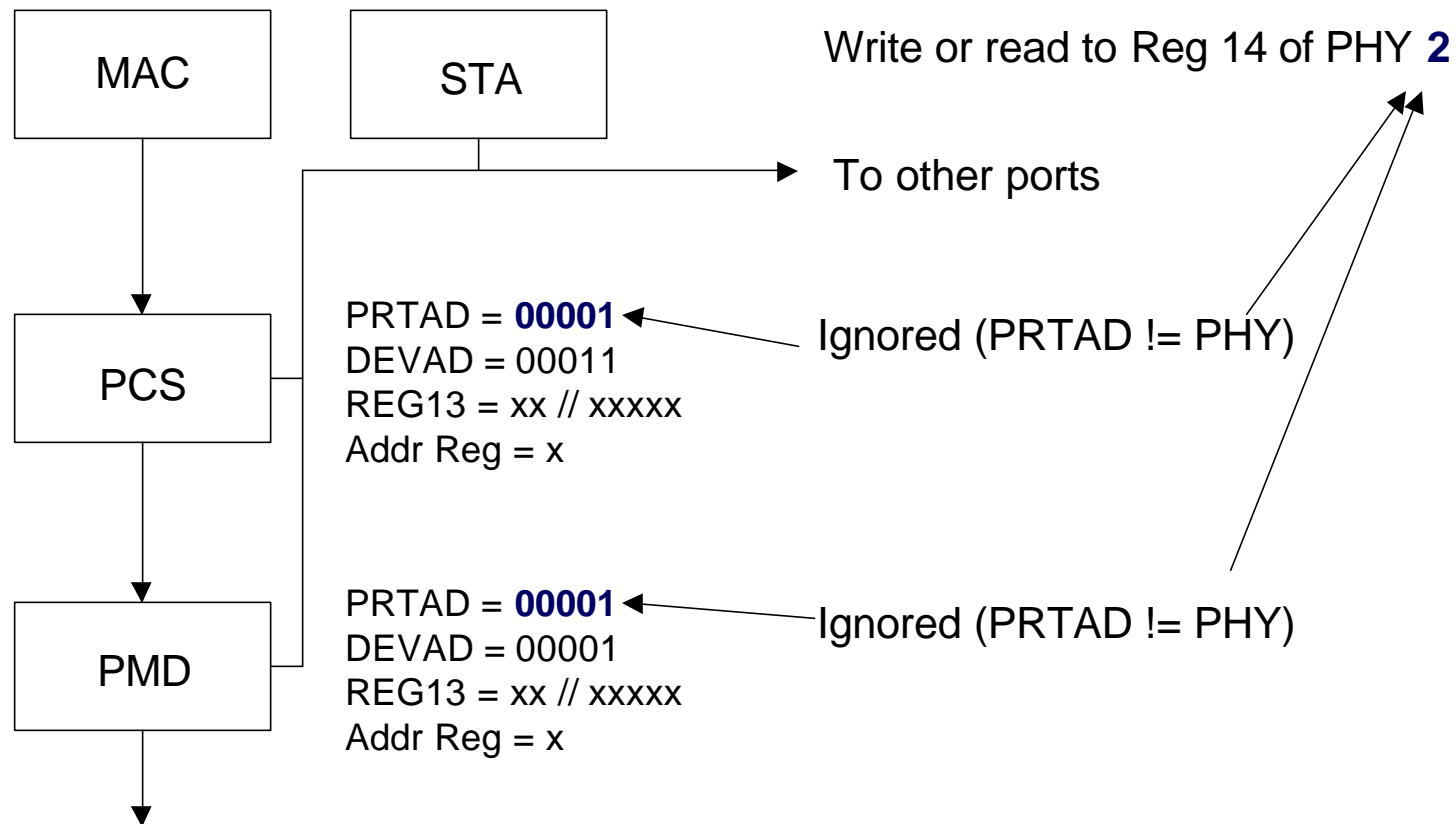 MAC
STA
Write or read to Reg 14 of PHY 2
To other ports
PCS
PRTAD = 00001
DEVAD = 00011
REG13 = xx // xxxxx
Addr Reg = x
Ignored (PRTAD != PHY)
PMD
PRTAD = 00001
DEVAD = 00001
REG13 = xx // xxxxx
Addr Reg = x
Ignored (PRTAD != PHY)